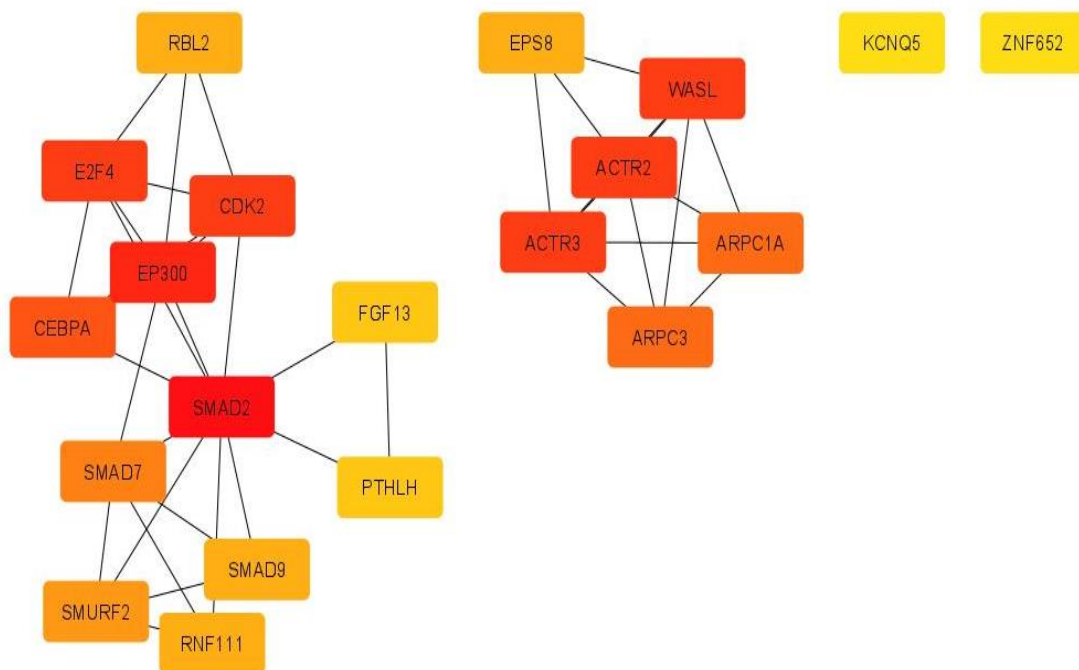 RBL2
EPS8
KCNQ5
ZNF652
WASL
E2F4
ACTR2
CDK2
ACTR3
ARPC1A
EP300
FGF13
CEBPA
ARPC3
SMAD2
SMAD7
PTHLH
SMAD9
SMURF2
RNF111